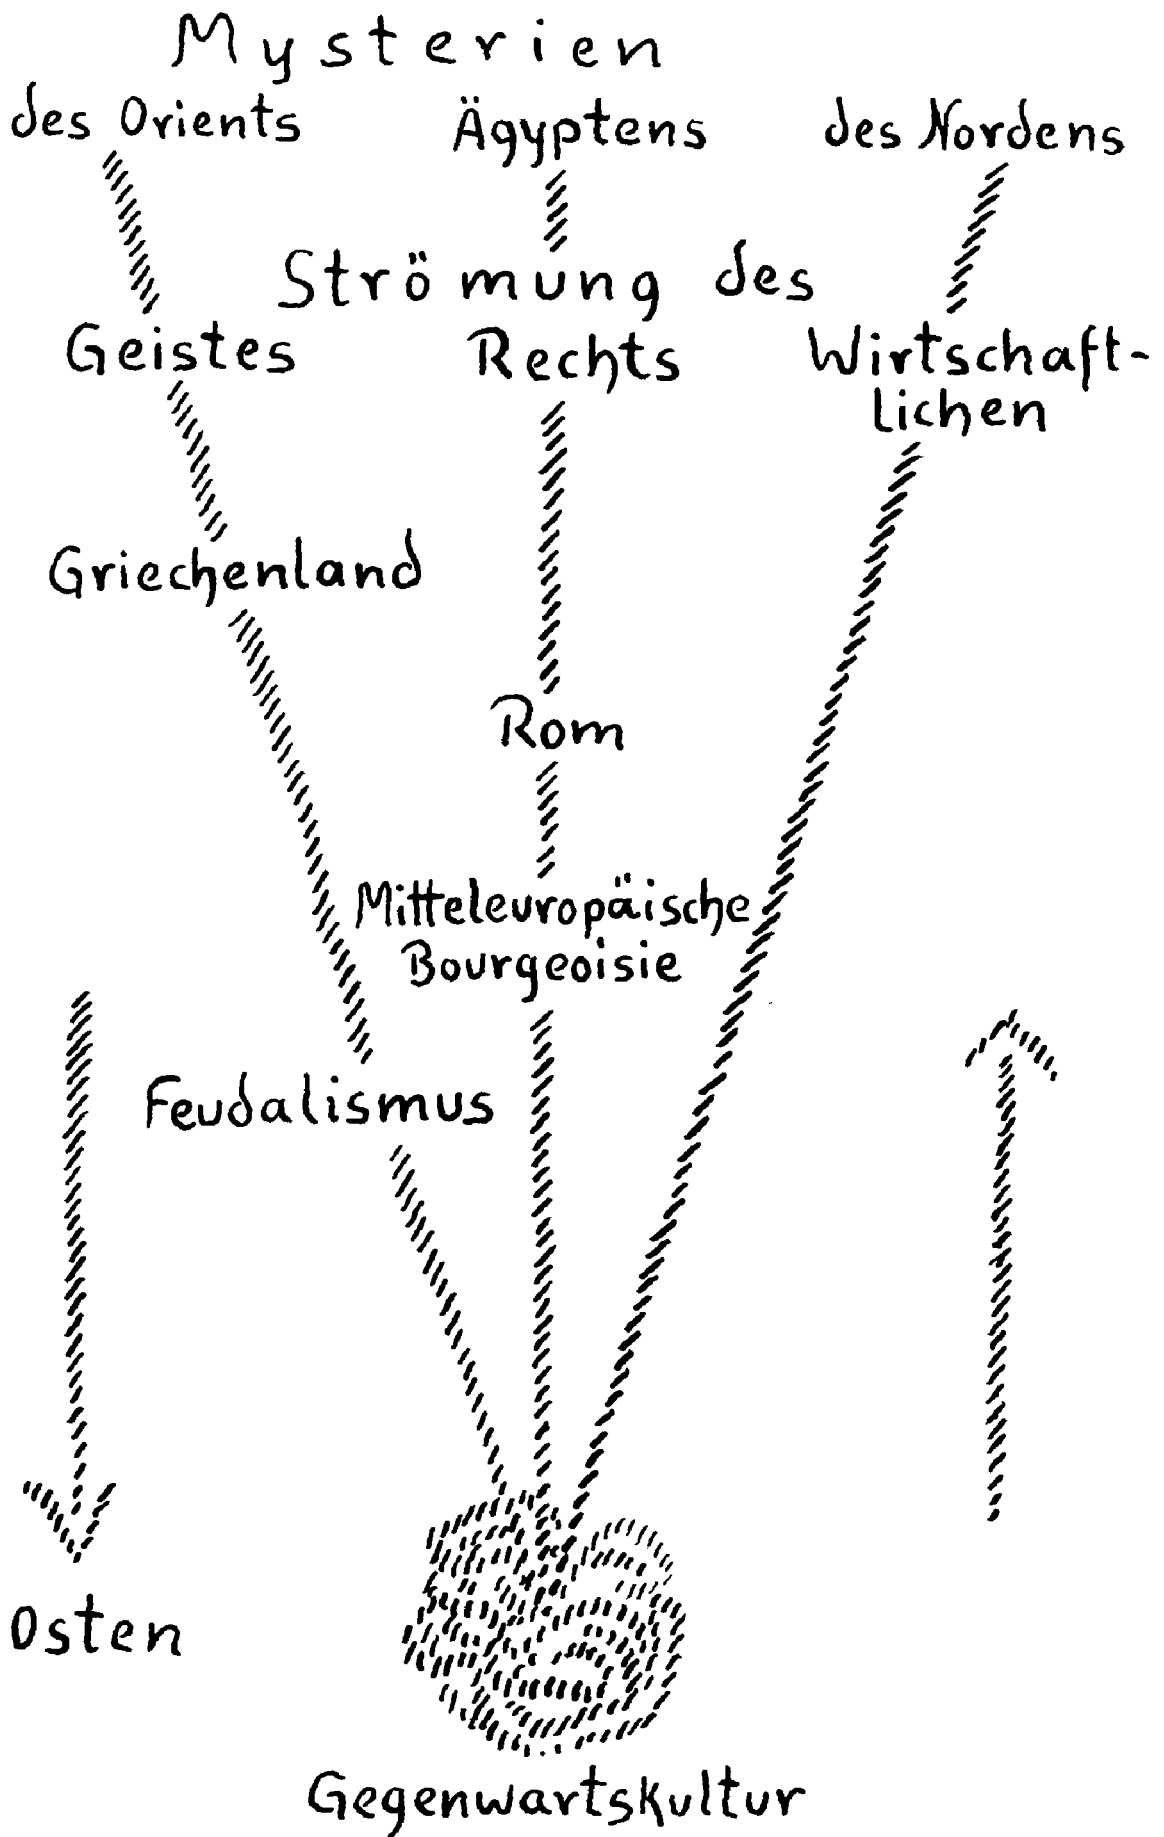 Mysterien
des Orients Ägyptens des Nordens
Strömung des
Geistes Rechts Wirtschaft-
lichen
Griechenland
Rom
Mitteleuropäische
Bourgeoisie
Feudalismus
Osten
Gegenwartskultur